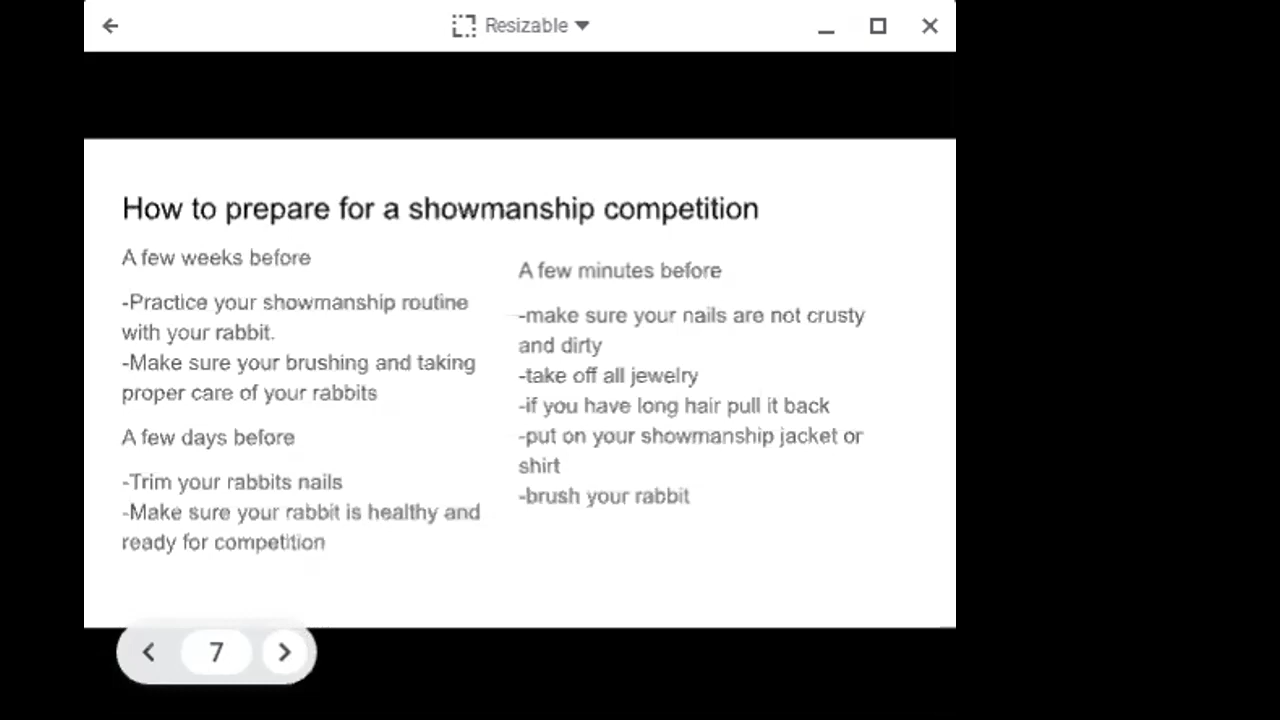 Resizable
How to prepare for a showmanship competition
A few weeks before
-Practice your showmanship routine
with your rabbit.
-Make sure your brushing and taking
proper care of your rabbits
A few days before
-Trim your rabbits nails
-Make sure your rabbit is healthy and
ready for competition
A few minutes before
-make sure your nails are not crusty
and dirty
-take off all jewelry
-if you have long hair pull it back
-put on your showmanship jacket or
shirt
-brush your rabbit
7